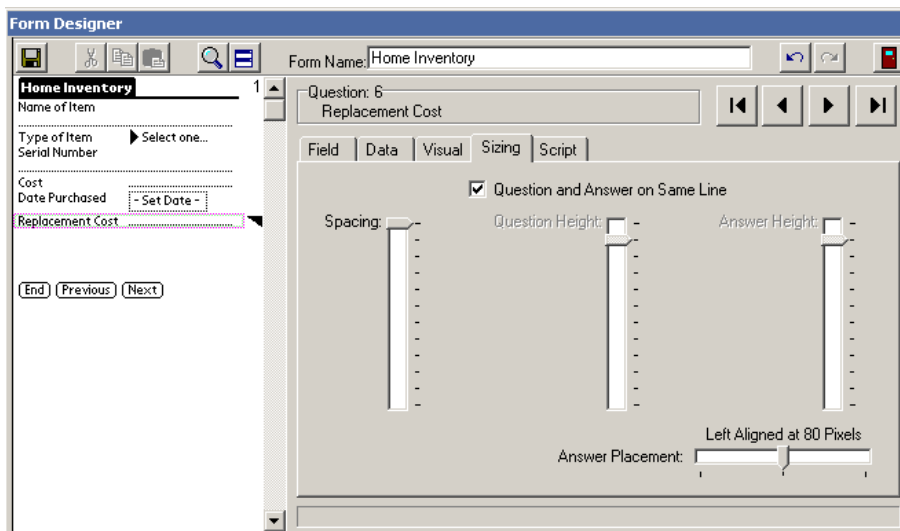 Form Designer
Form Name: Home Inventory
Home Inventory 1
Name of Item
Type of Item Select one...
Serial Number
Cost
Date Purchased - Set Date -
Replacement Cost
End Previous Next
Question: 6
Replacement Cost
Field Data Visual Sizing Script
Question and Answer on Same Line
Spacing: Question Height: Answer Height:
Left Aligned at 80 Pixels
Answer Placement: